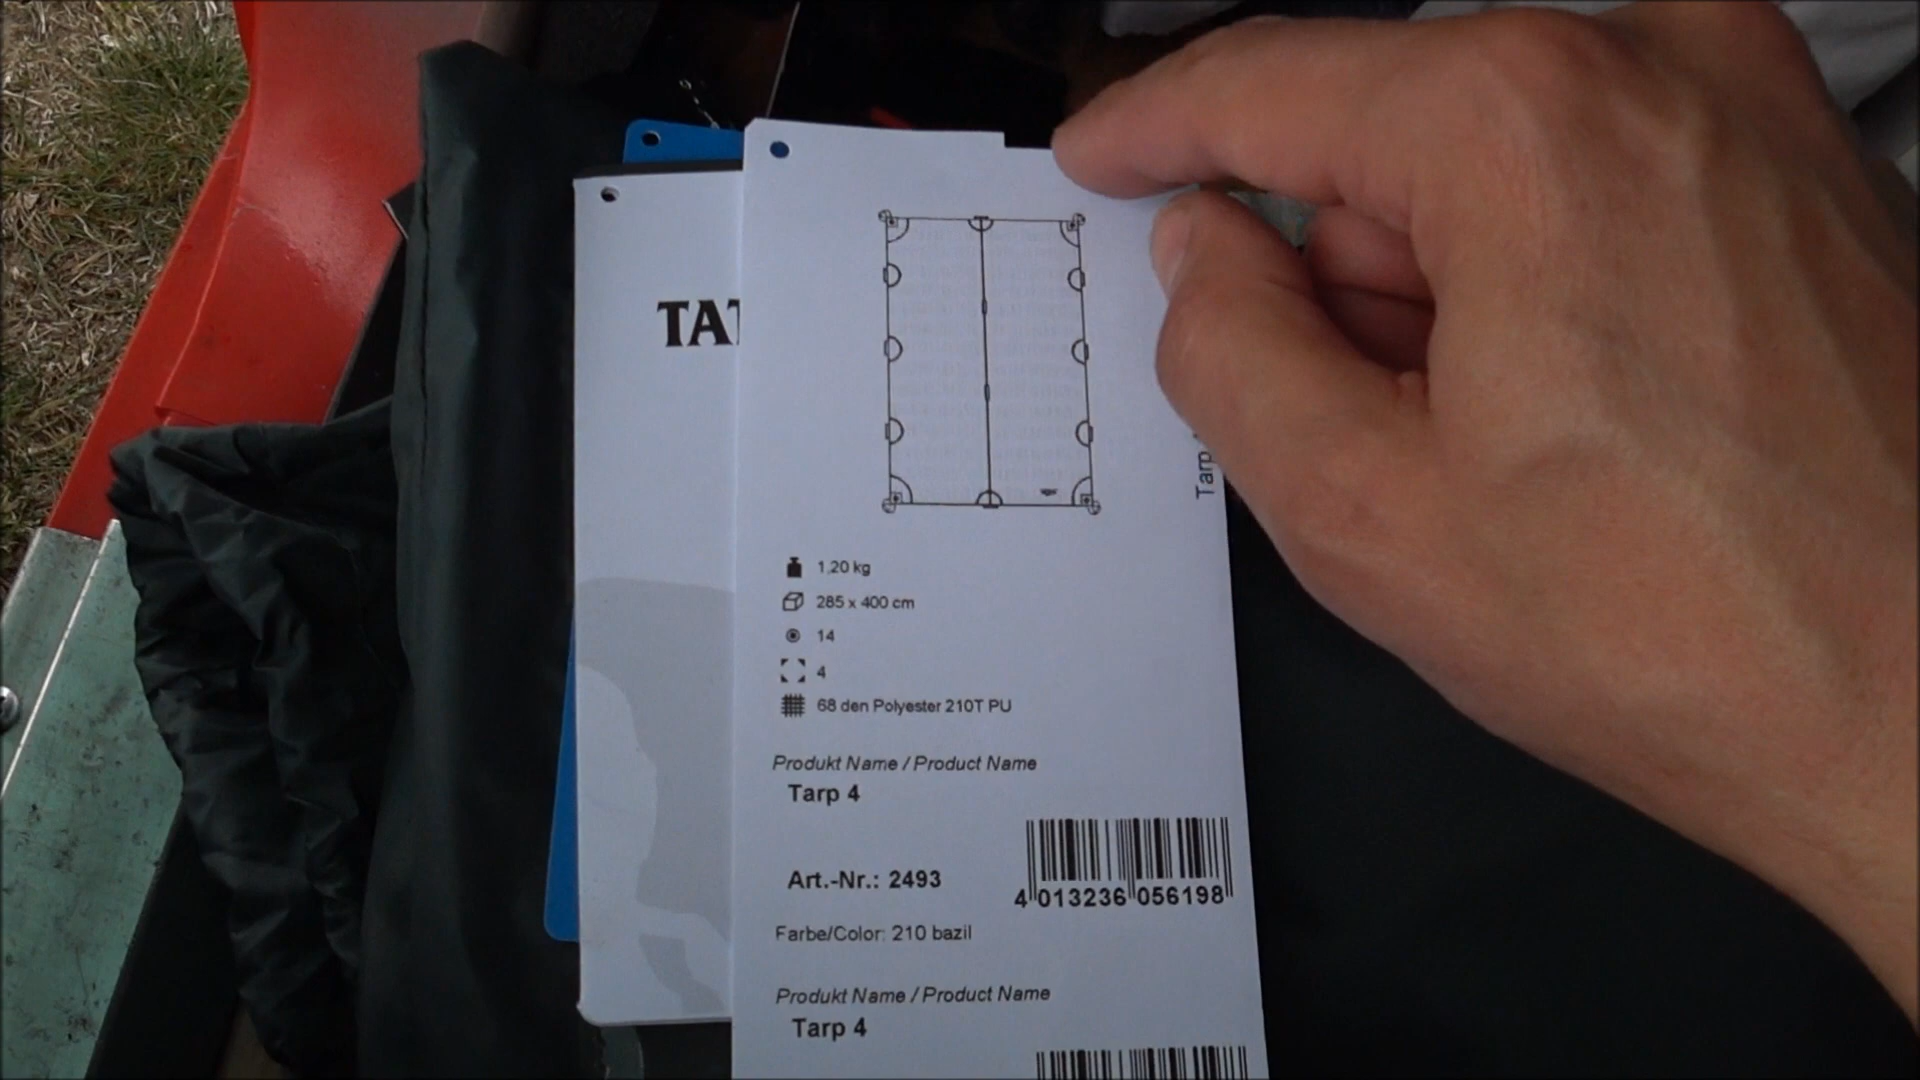 TAT
Tarp
1,20 kg
285 x 400 cm
14
4
68 den Polyester 210T PU
Produkt Name / Product Name
Tarp 4
Art.-Nr.: 2493
4 013236 056198
Farbe/Color: 210 bazil
Produkt Name / Product Name
Tarp 4